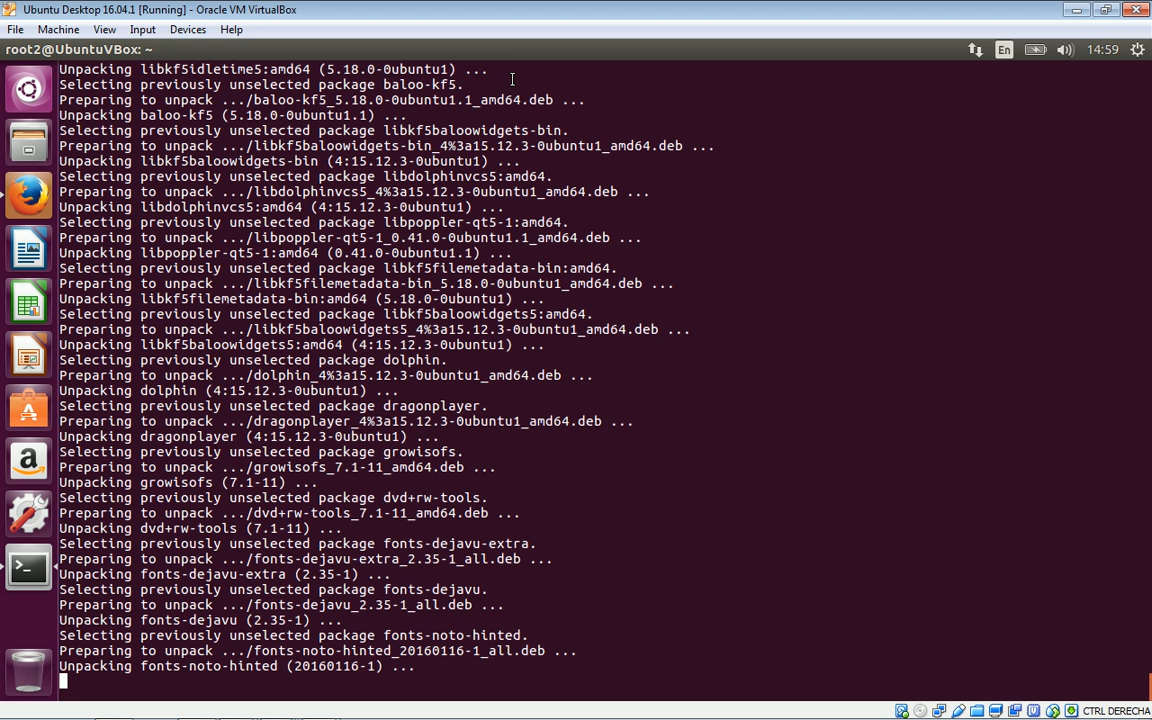 Ubuntu Desktop 16.04.1 [Running] - Oracle VM VirtualBox
File Machine View Input Devices Help
root2@UbuntuVBox: ~ En 14:59
Unpacking libkf5idletime5:amd64 (5.18.0-0ubuntu1) ...
Selecting previously unselected package baloo-kf5.
Preparing to unpack .../baloo-kf5_5.18.0-0ubuntu1.1_amd64.deb ...
Unpacking baloo-kf5 (5.18.0-0ubuntu1.1) ...
Selecting previously unselected package libkf5baloowidgets-bin.
Preparing to unpack .../libkf5baloowidgets-bin_4%3a15.12.3-0ubuntu1_amd64.deb ...
Unpacking libkf5baloowidgets-bin (4:15.12.3-0ubuntu1) ...
Selecting previously unselected package libdolphinvcs5:amd64.
Preparing to unpack .../libdolphinvcs5_4%3a15.12.3-0ubuntu1_amd64.deb ...
Unpacking libdolphinvcs5:amd64 (4:15.12.3-0ubuntu1) ...
Selecting previously unselected package libpoppler-qt5-1:amd64.
Preparing to unpack .../libpoppler-qt5-1_0.41.0-0ubuntu1.1_amd64.deb ...
Unpacking libpoppler-qt5-1:amd64 (0.41.0-0ubuntu1.1) ...
Selecting previously unselected package libkf5filemetadata-bin:amd64.
Preparing to unpack .../libkf5filemetadata-bin_5.18.0-0ubuntu1_amd64.deb ...
Unpacking libkf5filemetadata-bin:amd64 (5.18.0-0ubuntu1) ...
Selecting previously unselected package libkf5baloowidgets5:amd64.
Preparing to unpack .../libkf5baloowidgets5_4%3a15.12.3-0ubuntu1_amd64.deb ...
Unpacking libkf5baloowidgets5:amd64 (4:15.12.3-0ubuntu1) ...
Selecting previously unselected package dolphin.
Preparing to unpack .../dolphin_4%3a15.12.3-0ubuntu1_amd64.deb ...
Unpacking dolphin (4:15.12.3-0ubuntu1) ...
Selecting previously unselected package dragonplayer.
Preparing to unpack .../dragonplayer_4%3a15.12.3-0ubuntu1_amd64.deb ...
Unpacking dragonplayer (4:15.12.3-0ubuntu1) ...
Selecting previously unselected package growisofs.
Preparing to unpack .../growisofs_7.1-11_amd64.deb ...
Unpacking growisofs (7.1-11) ...
Selecting previously unselected package dvd+rw-tools.
Preparing to unpack .../dvd+rw-tools_7.1-11_amd64.deb ...
Unpacking dvd+rw-tools (7.1-11) ...
Selecting previously unselected package fonts-dejavu-extra.
Preparing to unpack .../fonts-dejavu-extra_2.35-1_all.deb ...
Unpacking fonts-dejavu-extra (2.35-1) ...
Selecting previously unselected package fonts-dejavu.
Preparing to unpack .../fonts-dejavu_2.35-1_all.deb ...
Unpacking fonts-dejavu (2.35-1) ...
Selecting previously unselected package fonts-noto-hinted.
Preparing to unpack .../fonts-noto-hinted_20160116-1_all.deb ...
Unpacking fonts-noto-hinted (20160116-1) ...
CTRL DERECHA